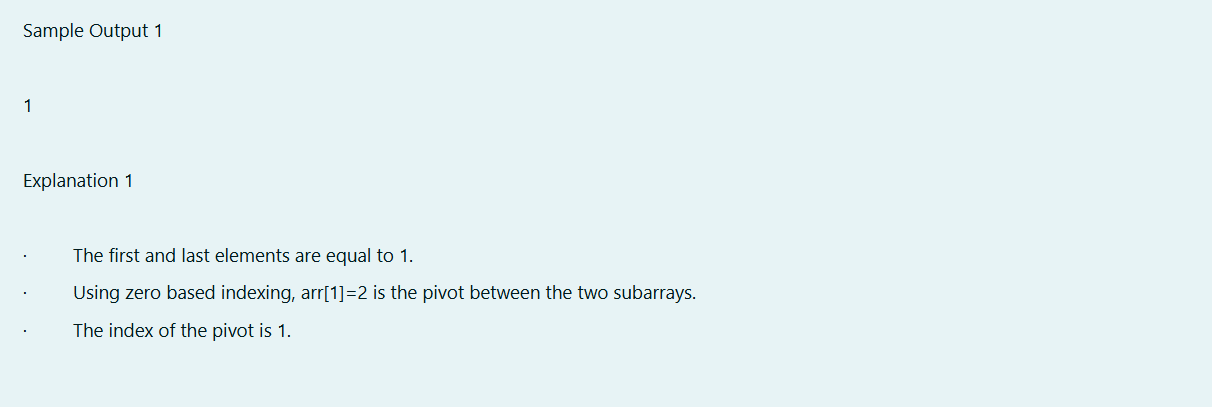 Sample Output 1
1
Explanation 1
· The first and last elements are equal to 1.
· Using zero based indexing, arr[1]=2 is the pivot between the two subarrays.
· The index of the pivot is 1.